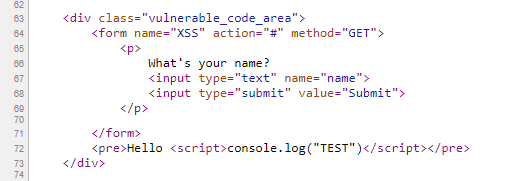 62
63 <div class="vulnerable_code_area">
64 <form name="XSS" action="#" method="GET">
65 <p>
66 What's your name?
67 <input type="text" name="name">
68 <input type="submit" value="Submit">
69 </p>
70
71 </form>
72 <pre>Hello <script>console.log("TEST")</script></pre>
73 </div>
74